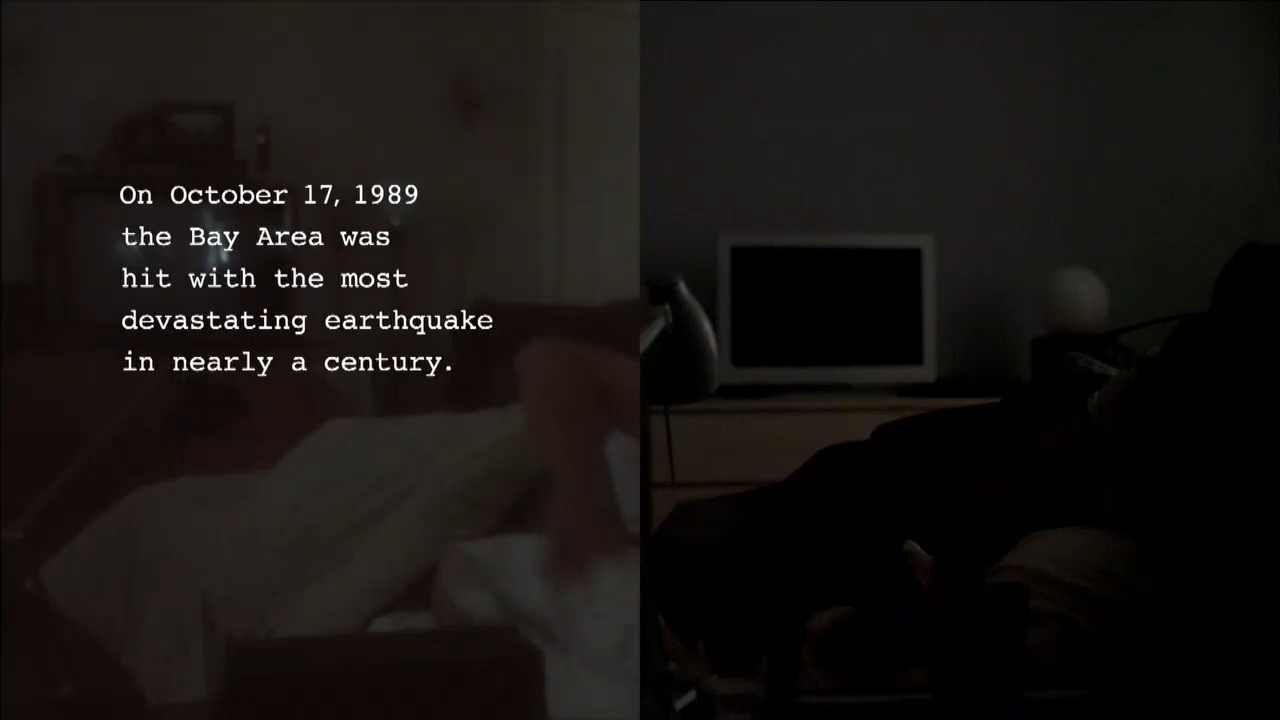 On October 17, 1989
the Bay Area was
hit with the most
devastating earthquake
in nearly a century.